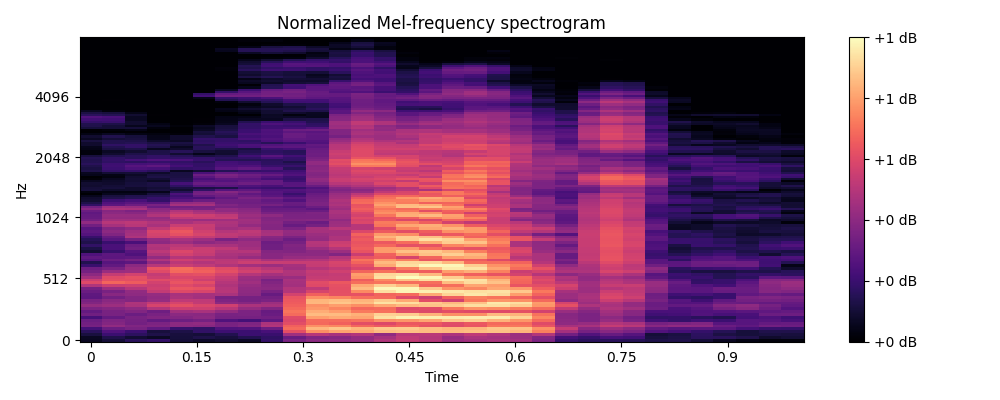 Normalized Mel-frequency spectrogram
Hz
4096
2048
1024
512
0
0 0.15 0.3 0.45 0.6 0.75 0.9
Time
+1 dB
+1 dB
+1 dB
+0 dB
+0 dB
+0 dB